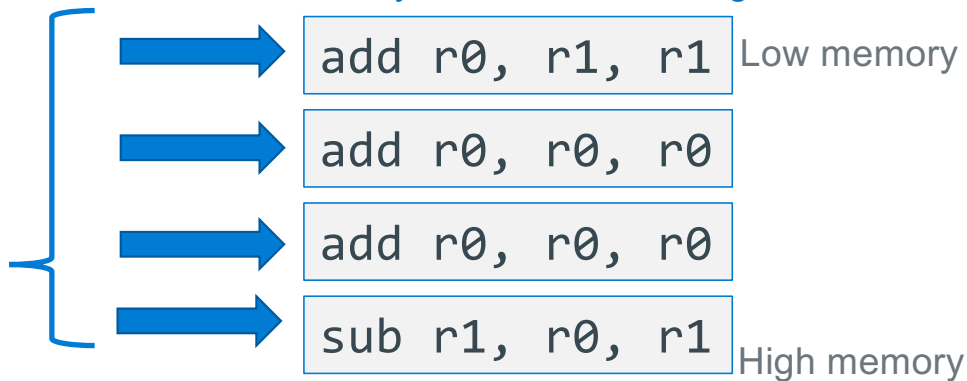 add r0, r1, r1 Low memory
add r0, r0, r0
add r0, r0, r0
sub r1, r0, r1
High memory